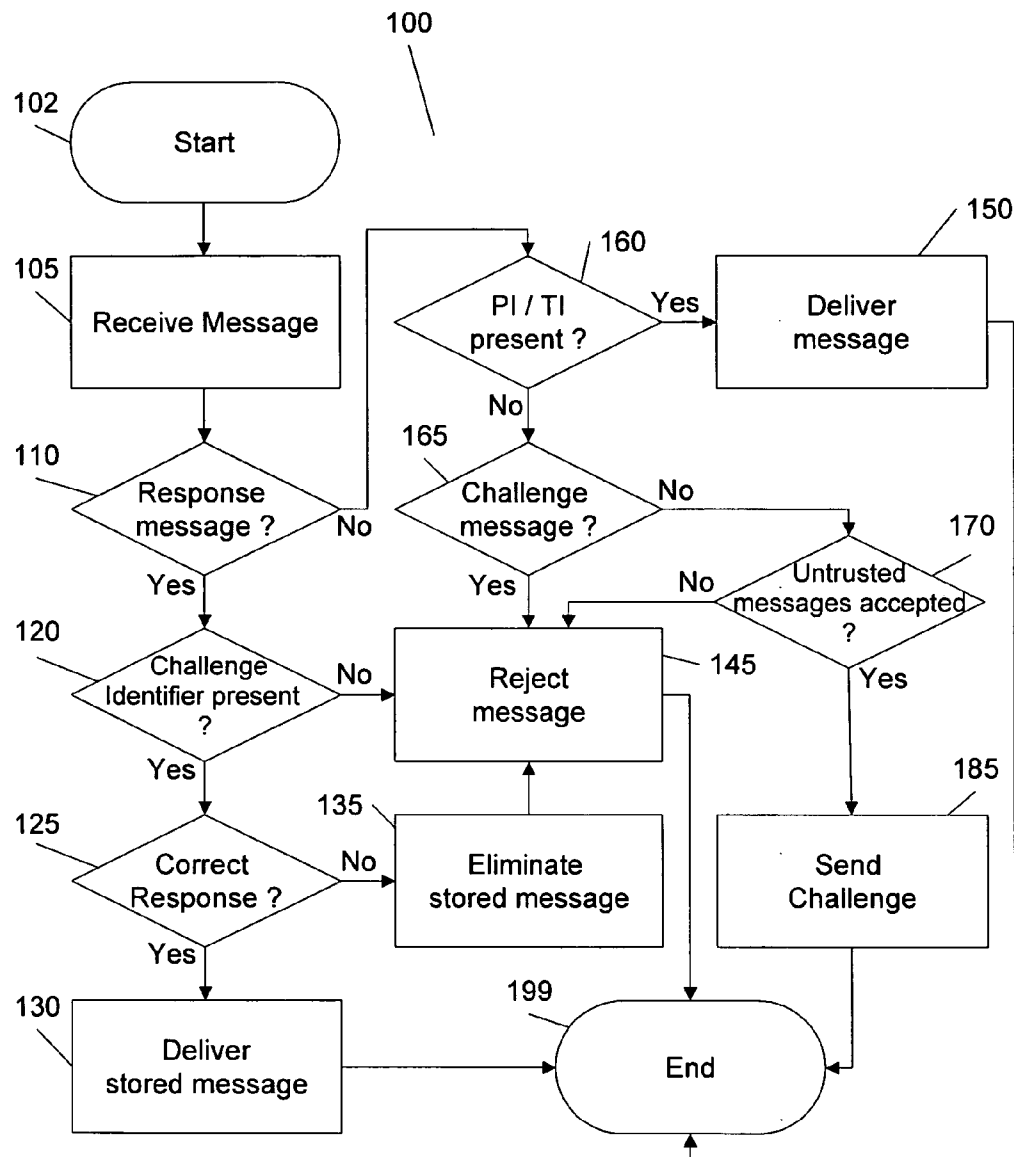 100
102
Start
105
Receive Message
110
Response
message ?
No
Yes
120
Challenge
Identifier present
?
No
Yes
125
Correct
Response ?
No
Yes
130
Deliver
stored message
160
PI / TI
present ?
Yes
No
150
Deliver
message
165
Challenge
message ?
No
Yes
170
Untrusted
messages accepted
?
No
Yes
145
Reject
message
135
Eliminate
stored message
185
Send
Challenge
199
End